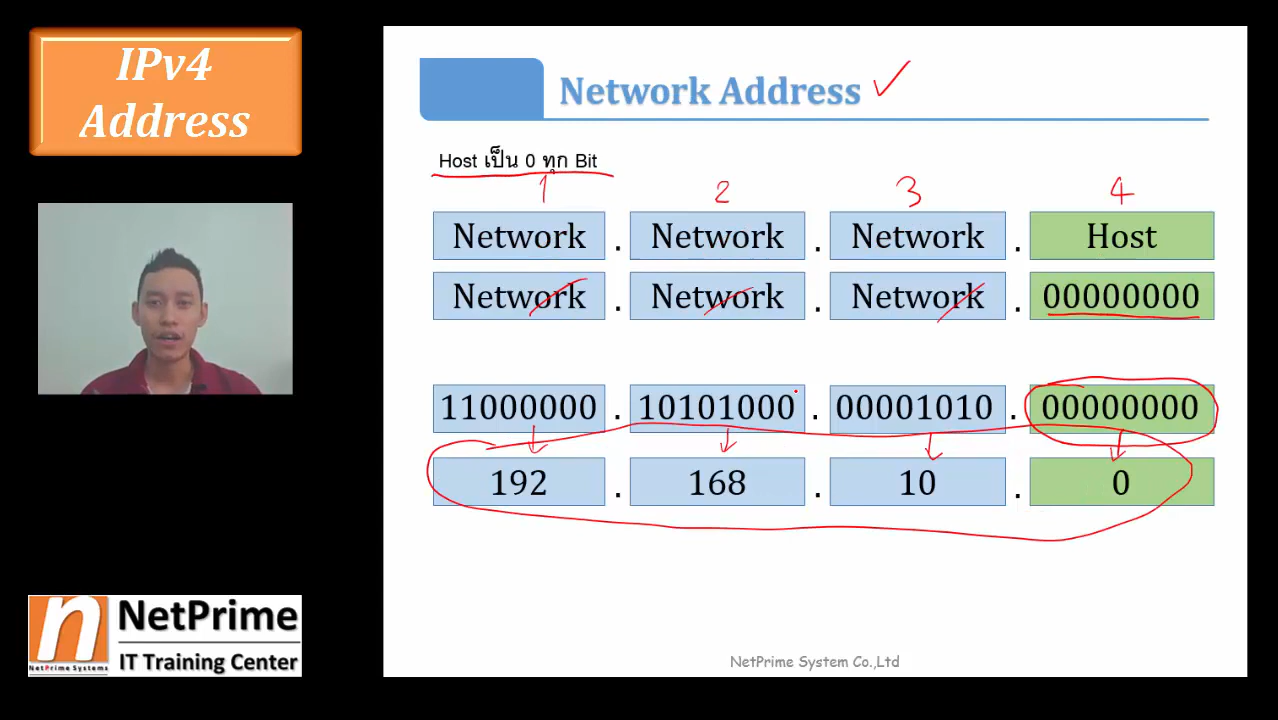 IPv4
Address
Network Address
Host เป็น 0 ทุก Bit
1 2 3 4
Network . Network . Network . Host
Network . Network . Network . 00000000
11000000 . 10101000 . 00001010 . 00000000
192 . 168 . 10 . 0
n NetPrime
NetPrime Systems IT Training Center
NetPrime System Co.,Ltd